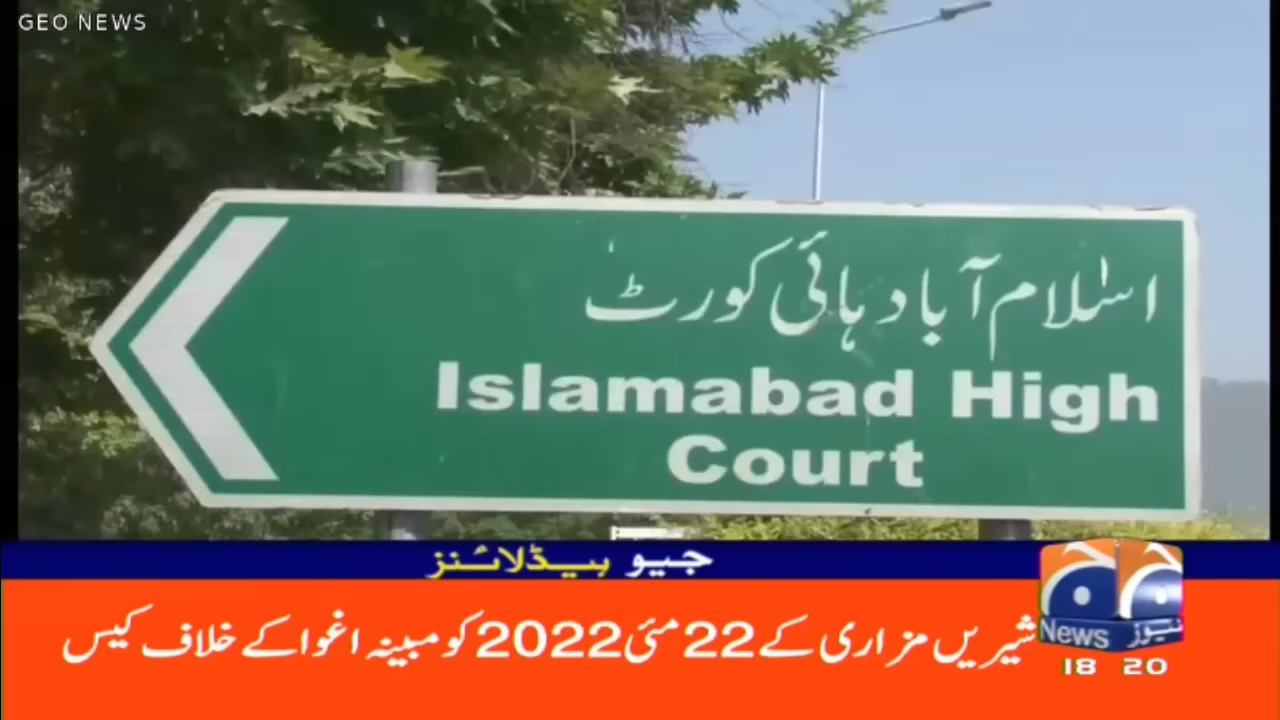 GEO NEWS
اسلام آباد ہائی کورٹ
Islamabad High
Court
جیو ہیڈلائنز
شیریں مزاری کے 22 مئی 2022 کو مبینہ اغوا کے خلاف کیس
News نیوز
18 20